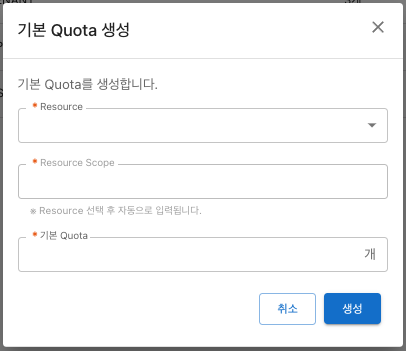 기본 Quota 생성
기본 Quota를 생성합니다.
* Resource
* Resource Scope
※ Resource 선택 후 자동으로 입력됩니다.
* 기본 Quota
개
취소
생성